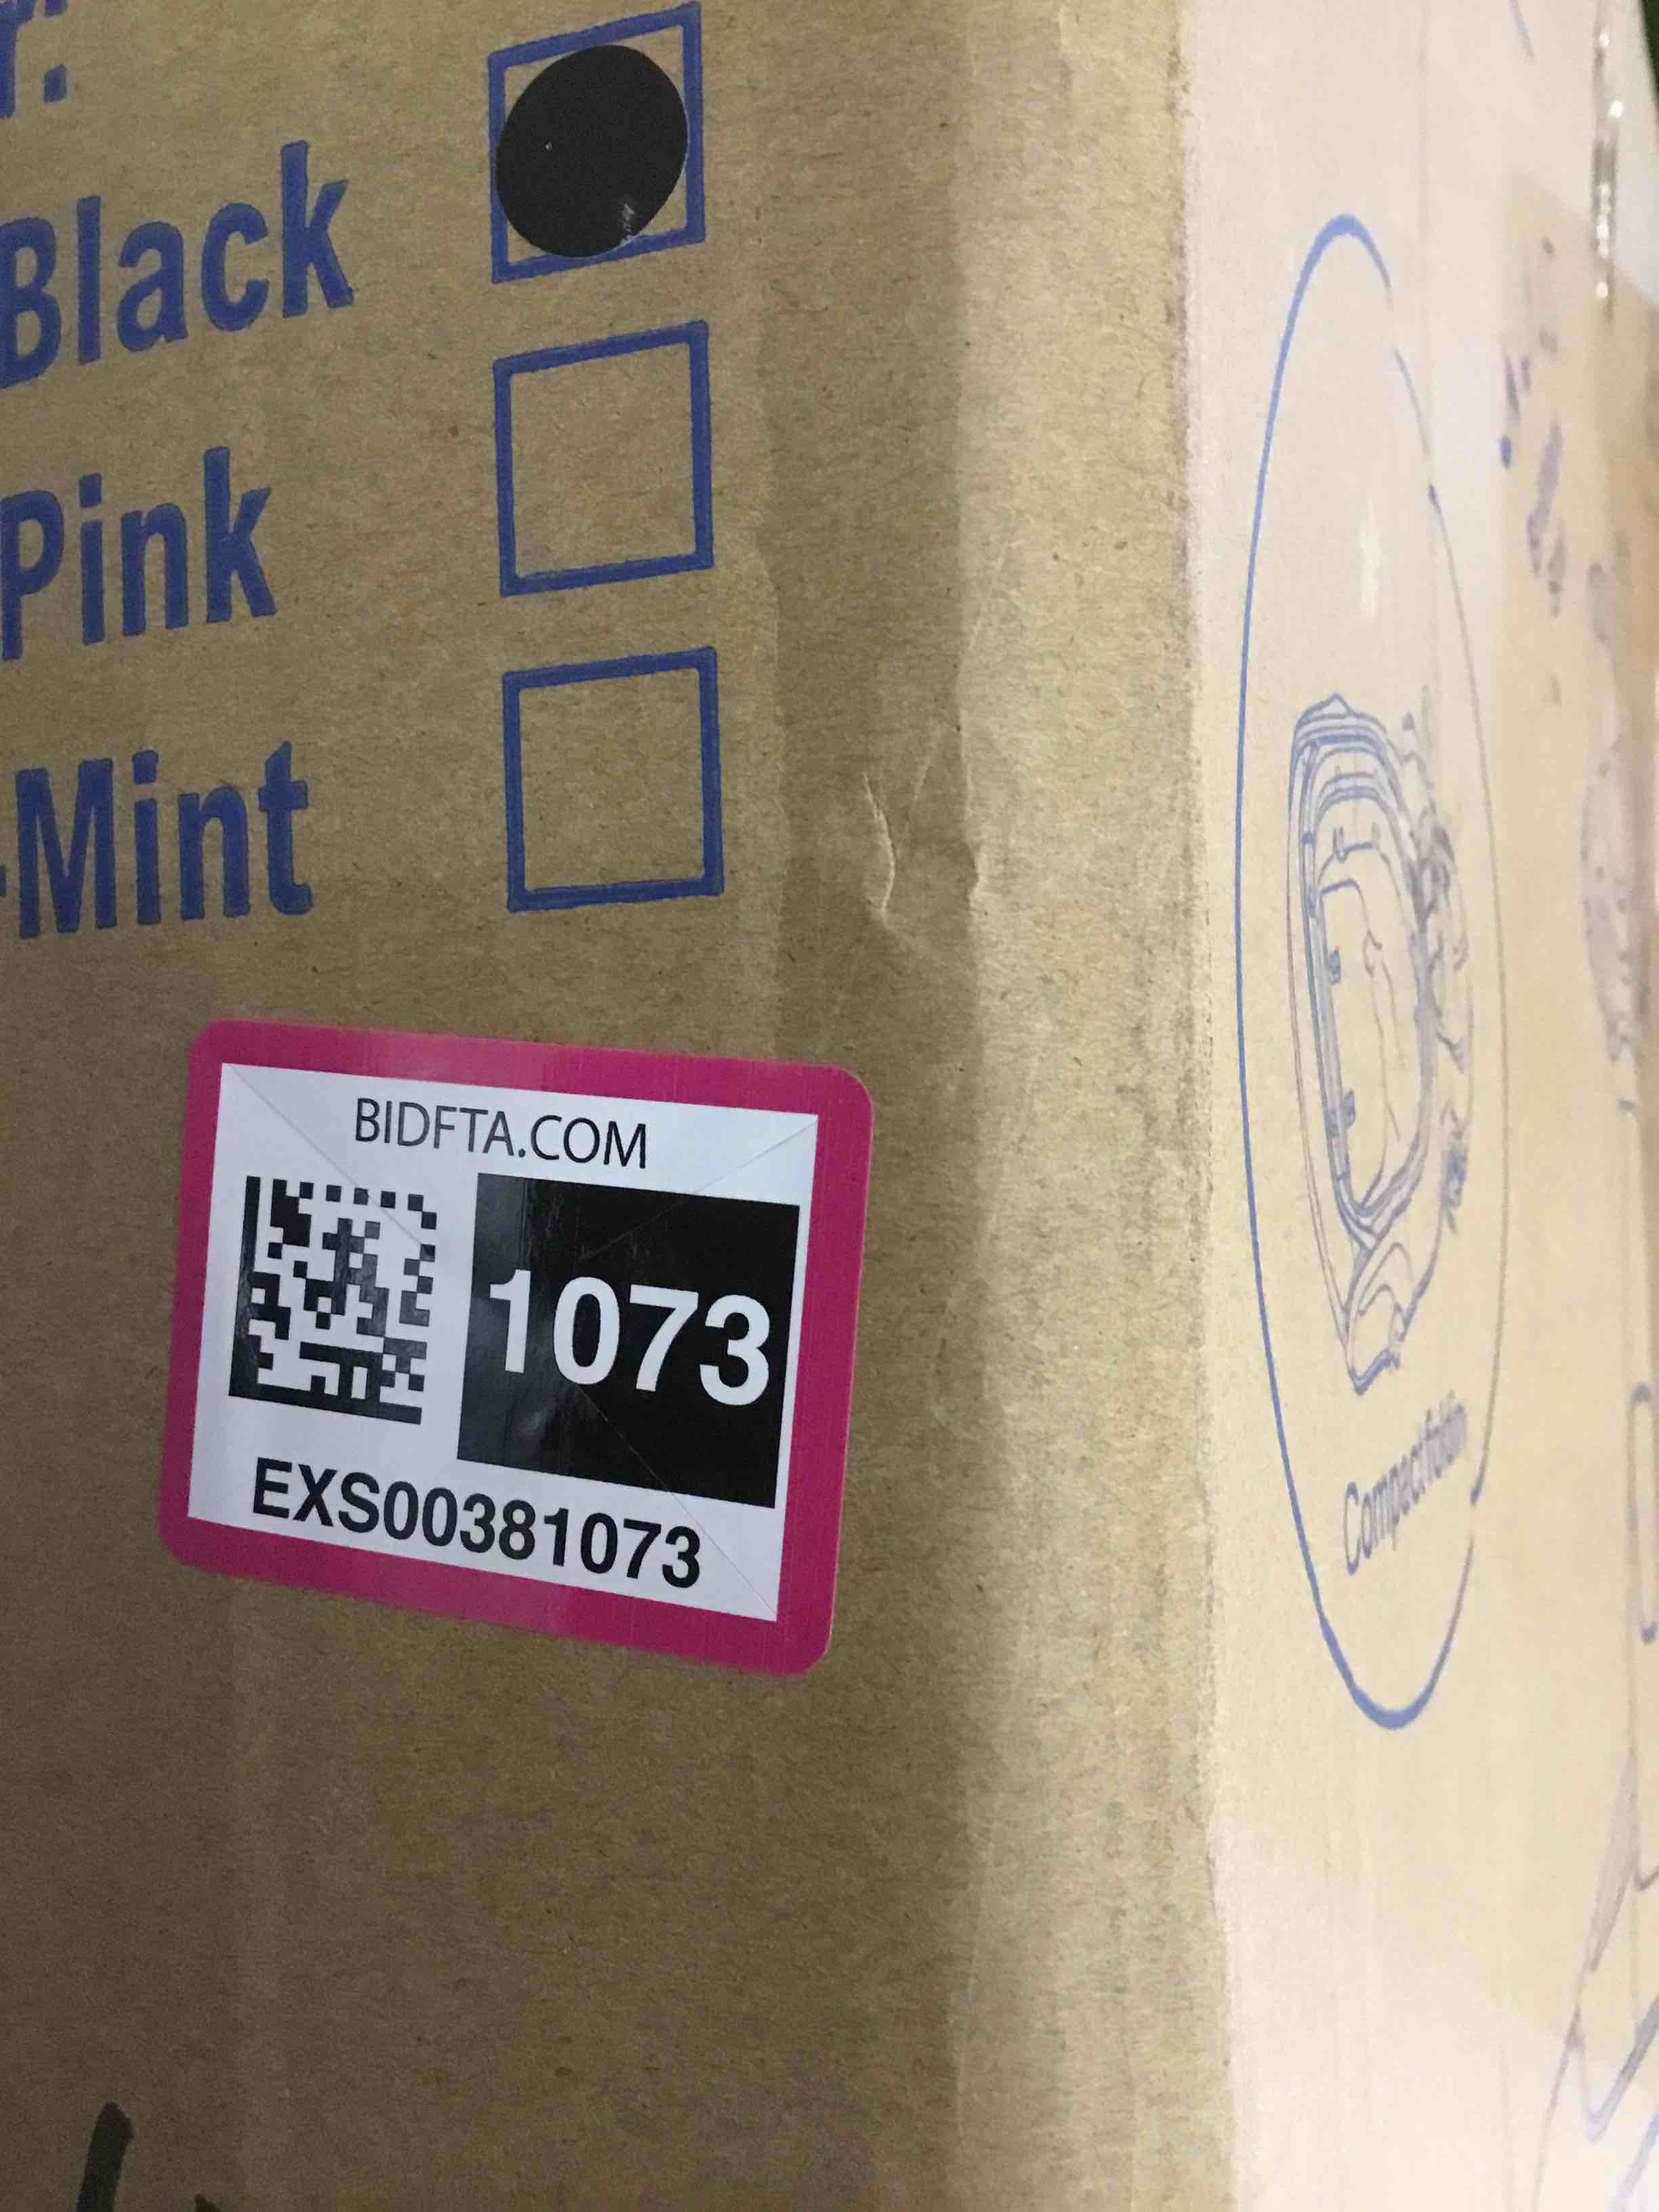 Black
Pink
-Mint
BIDFTA.COM
1073
EXS00381073